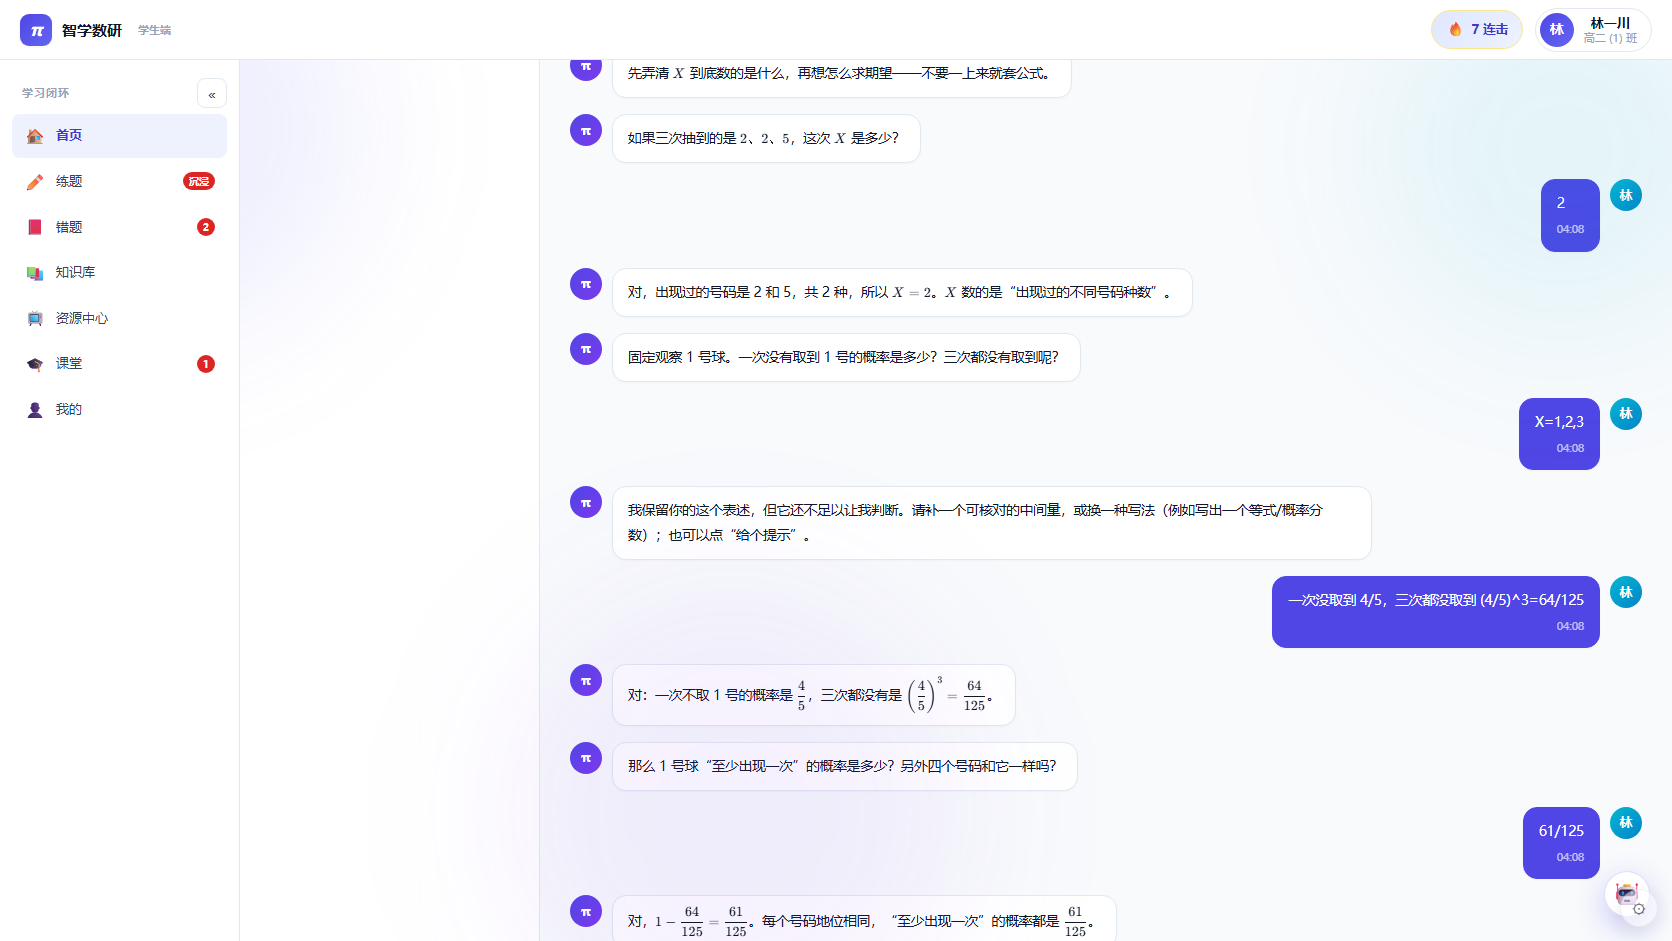 π 智学数研 学生端
7 连击
林 林一川
高二 (1) 班
学习闭环
«
首页
练题 沉浸
错题 2
知识库
资源中心
课堂 1
我的
π 先弄清 X 到底数的是什么，再想怎么求期望——不要一上来就套公式。
π 如果三次抽到的是 2、2、5，这次 X 是多少？
2 林
04:08
π 对，出现过的号码是 2 和 5，共 2 种，所以 X = 2。X 数的是“出现过的不同号码种数”。
π 固定观察 1 号球。一次没有取到 1 号的概率是多少？三次都没有取到呢？
X=1,2,3 林
04:08
π 我保留你的这个表述，但它还不足以让我判断。请补一个可核对的中间量，或换一种写法（例如写出一个等式/概率分
数）；也可以点“给个提示”。
一次没取到 4/5，三次都没取到 (4/5)^3=64/125 林
04:08
π 对：一次不取 1 号的概率是 4/5，三次都没有是 (4/5)^3 = 64/125。
π 那么 1 号球“至少出现一次”的概率是多少？另外四个号码和它一样吗？
61/125 林
04:08
π 对，1 − 64/125 = 61/125。每个号码地位相同，“至少出现一次”的概率都是 61/125。